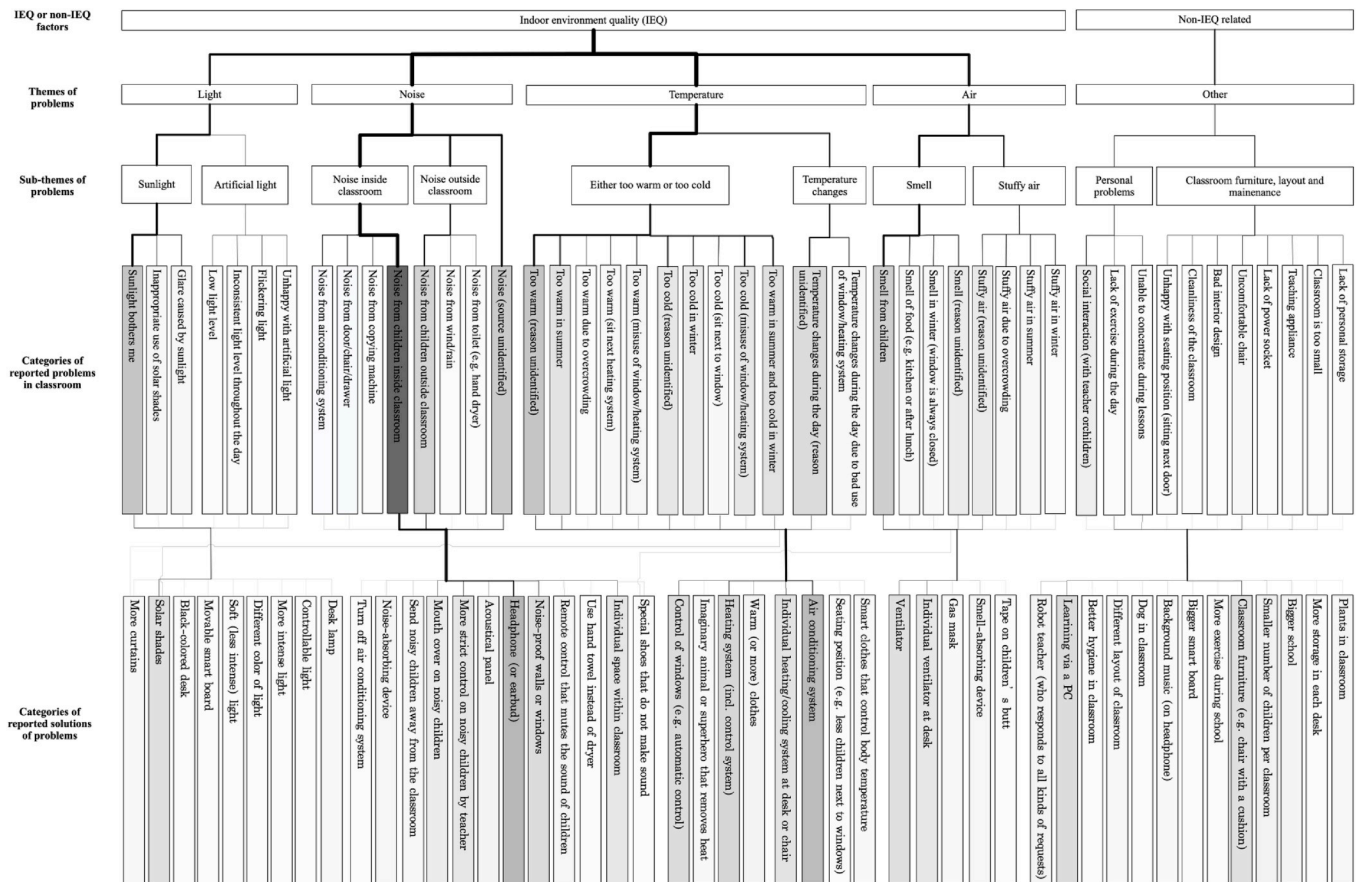 IEQ or non-IEQ
factors
Indoor environment quality (IEQ)
Non-IEQ related
Themes of
problems
Light
Noise
Temperature
Air
Other
Sub-themes of
problems
Sunlight
Artificial light
Noise inside
classroom
Noise outside
classroom
Either too warm or too cold
Temperature
changes
Smell
Stuffy air
Personal
problems
Classroom furniture, layout and
mainenance
Categories of
reported problems
in classroom
Sunlight bothers me
Inappropriate use of solar shades
Glare caused by sunlight
Low light level
Inconsistent light level throughout the day
Flickering light
Unhappy with artificial light
Noise from airconditioning system
Noise from door/chair/drawer
Noise from copying machine
Noise from children inside classroom
Noise from children outside classroom
Noise from wind/rain
Noise from toilet (e.g. hand dryer)
Noise (source unidentified)
Too warm (reason unidentified)
Too warm in summer
Too warm due to overcrowding
Too warm (sit next heating system)
Too warm (misuse of window/heating system)
Too cold (reason unidentified)
Too cold in winter
Too cold (sit next to window)
Too cold (misuse of window/heating system)
Too warm in summer and too cold in winter
Temperature changes during the day (reason
unidentified)
Temperature changes during the day due to bad use
of window/heating system
Smell from children
Smell of food (e.g. kitchen or after lunch)
Smell in winter (window is always closed)
Smell (reason unidentified)
Stuffy air (reason unidentified)
Stuffy air due to overcrowding
Stuffy air in summer
Stuffy air in winter
Social interaction (with teacher orchildren)
Lack of exercise during the day
Unable to concentrate during lessons
Unhappy with seating position (sitting next door)
Cleanliness of the classroom
Bad interior design
Uncomfortable chair
Lack of power socket
Teaching appliance
Classroom is too small
Lack of personal storage
Categories of
reported solutions
of problems
More curtains
Solar shades
Black-colored desk
Movable smart board
Soft (less intense) light
Different color of light
More intense light
Controllable light
Desk lamp
Turn off air conditioning system
Noise-absorbing device
Send noisy children away from the classroom
Mouth cover on noisy children
More strict control on noisy children by teacher
Acoustical panel
Headphone (or earbud)
Noise-proof walls or windows
Remote control that mutes the sound of children
Use hand towel instead of dryer
Individual space within classroom
Special shoes that do not make sound
Control of windows (e.g. automatic control)
Imaginary animal or superhero that removes heat
Heating system (incl. control system)
Warm (or more) clothes
Individual heating/cooling system at desk or chair
Air conditioning system
Seating position (e.g. less children next to windows)
Smart clothes that control body temperature
Ventilator
Individual ventilator at desk
Gas mask
Smell-absorbing device
Tape on children's butt
Robot teacher (who responds to all kinds of requests)
Learining via a PC
Better hygiene in classroom
Different layout of classroom
Dog in classroom
Background music (on headphone)
Bigger smart board
More exercise during school
Classroom furniture (e.g. chair with a cushion)
Smaller number of children per classroom
Bigger school
More storage in each desk
Plants in classroom